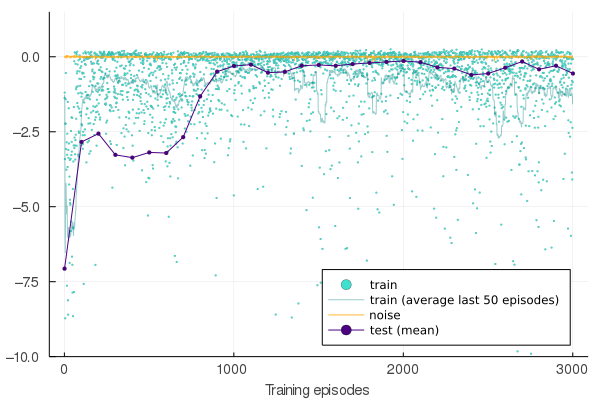 0.0
−2.5
−5.0
−7.5
−10.0
0
1000
2000
3000
Training episodes
train
train (average last 50 episodes)
noise
test (mean)